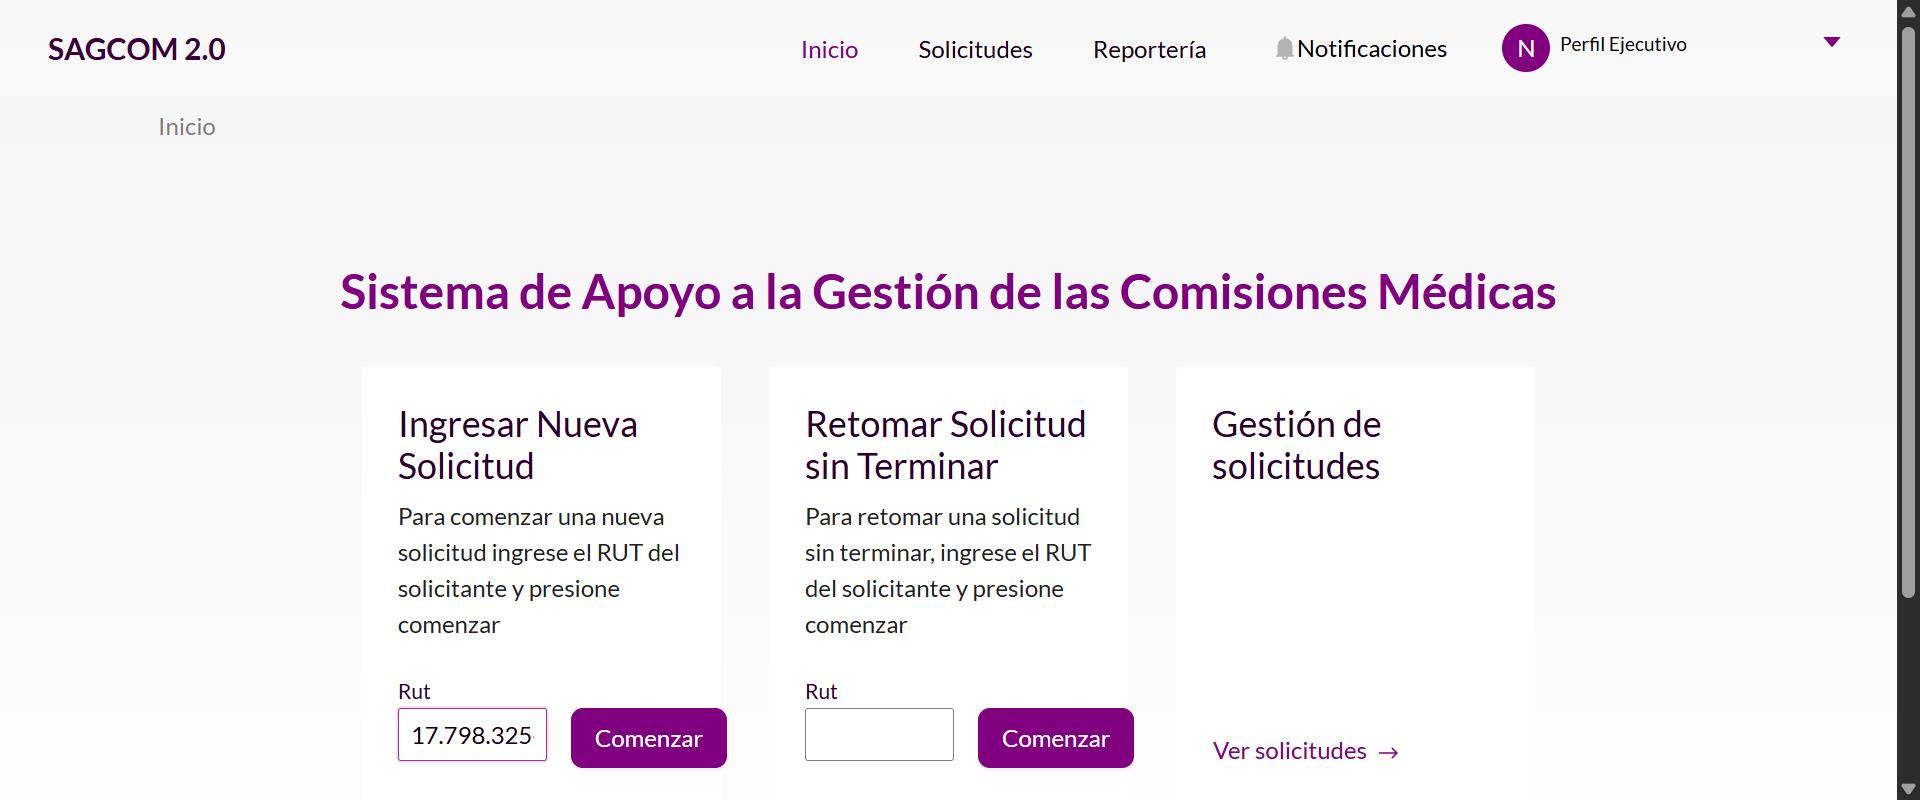 SAGCOM 2.0
Inicio
Solicitudes
Reportería
Notificaciones
N
Perfil Ejecutivo
Inicio
Sistema de Apoyo a la Gestión de las Comisiones Médicas
Ingresar Nueva
Solicitud
Para comenzar una nueva
solicitud ingrese el RUT del
solicitante y presione
comenzar
Rut
17.798.325-
Comenzar
Retomar Solicitud
sin Terminar
Para retomar una solicitud
sin terminar, ingrese el RUT
del solicitante y presione
comenzar
Rut
Comenzar
Gestión de
solicitudes
Ver solicitudes →